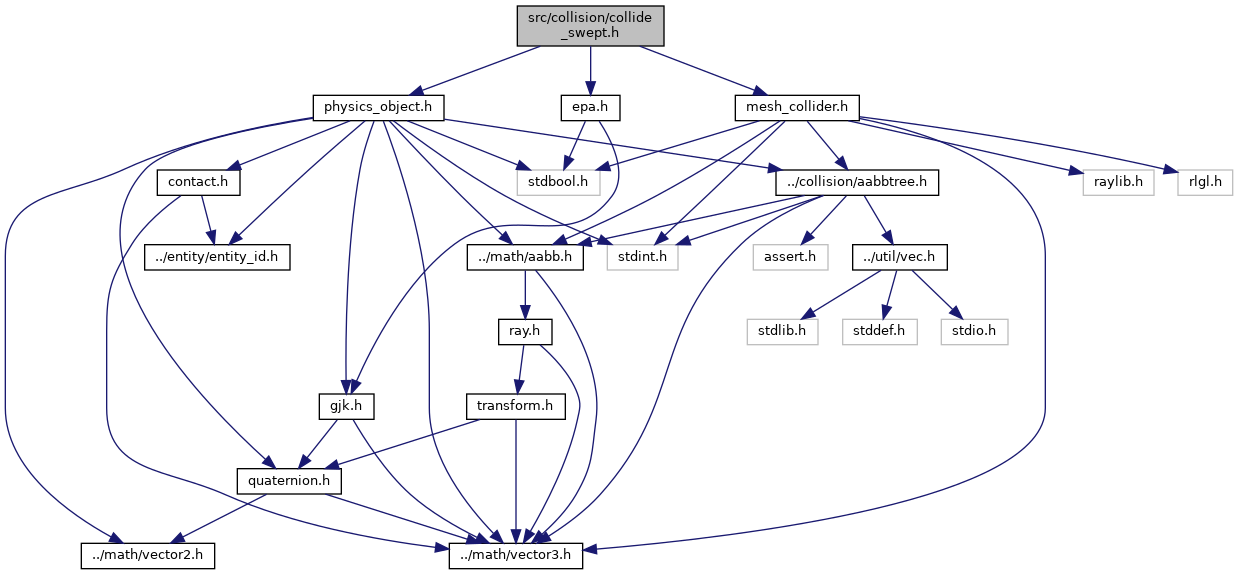 src/collision/collide
_swept.h
physics_object.h
epa.h
mesh_collider.h
contact.h
stdbool.h
../collision/aabbtree.h
raylib.h
rlgl.h
../entity/entity_id.h
../math/aabb.h
stdint.h
assert.h
../util/vec.h
ray.h
stdlib.h
stddef.h
stdio.h
gjk.h
transform.h
quaternion.h
../math/vector2.h
../math/vector3.h